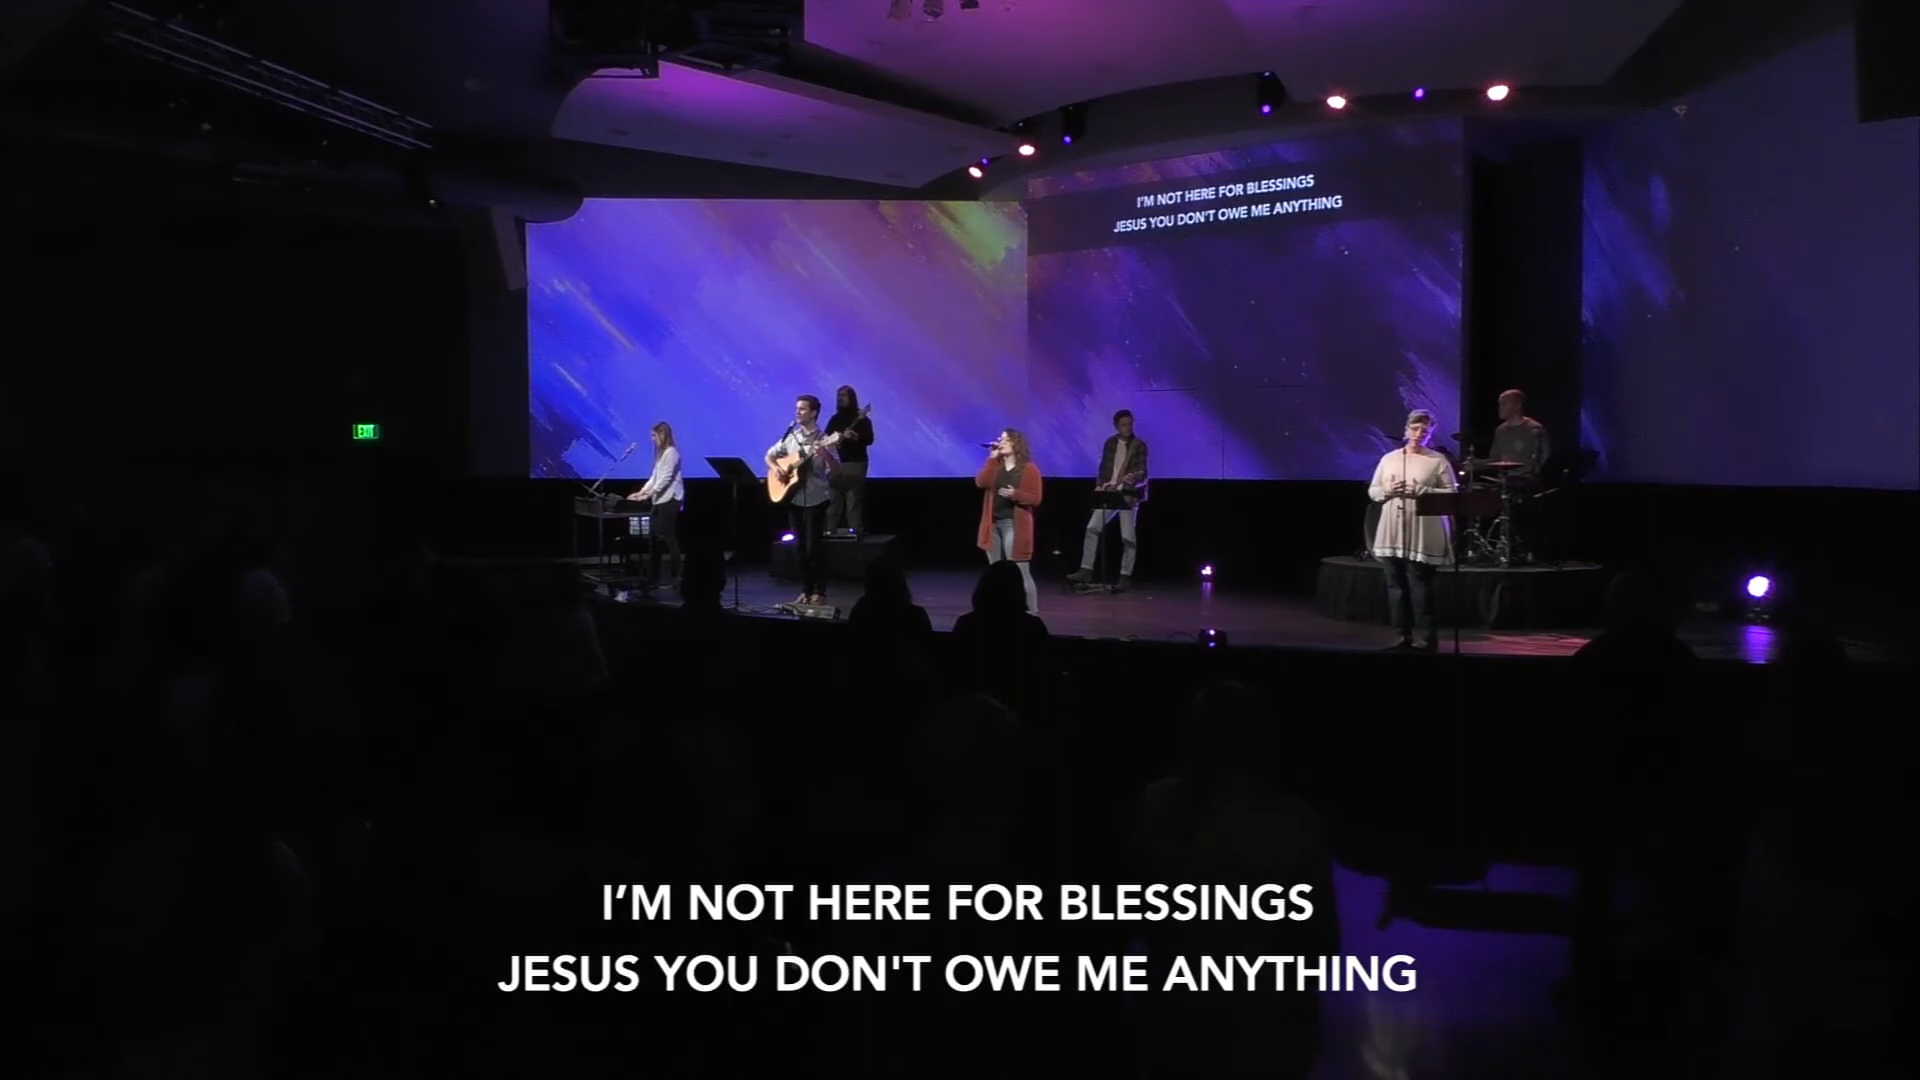 I'M NOT HERE FOR BLESSINGS
JESUS YOU DON'T OWE ME ANYTHING
EXIT
I’M NOT HERE FOR BLESSINGS
JESUS YOU DON'T OWE ME ANYTHING